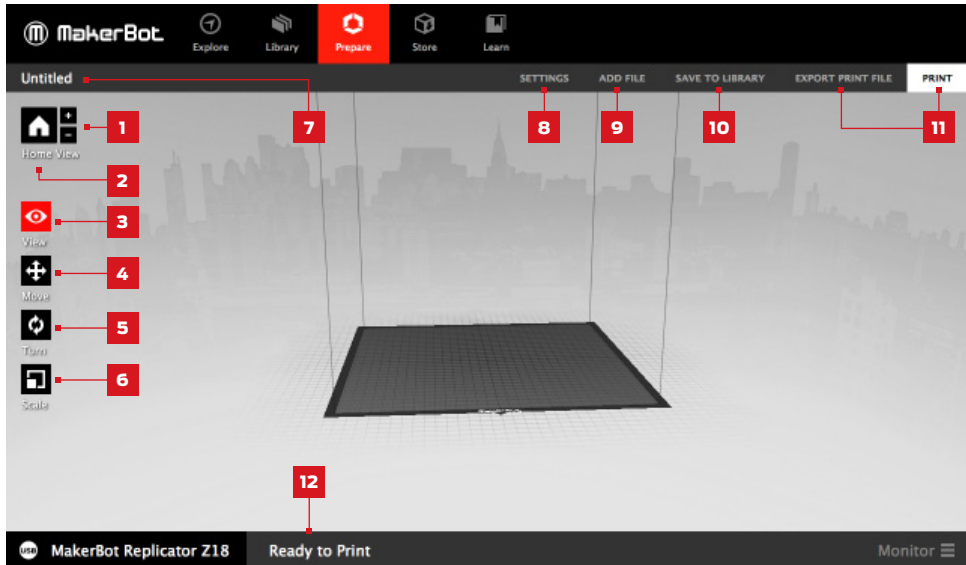 MakerBot
Explore
Library
Prepare
Store
Learn
Untitled
SETTINGS
ADD FILE
SAVE TO LIBRARY
EXPORT PRINT FILE
PRINT
1
7
8
9
10
11
Home View
2
3
View
4
Move
5
Turn
6
Scale
12
USB
MakerBot Replicator Z18
Ready to Print
Monitor